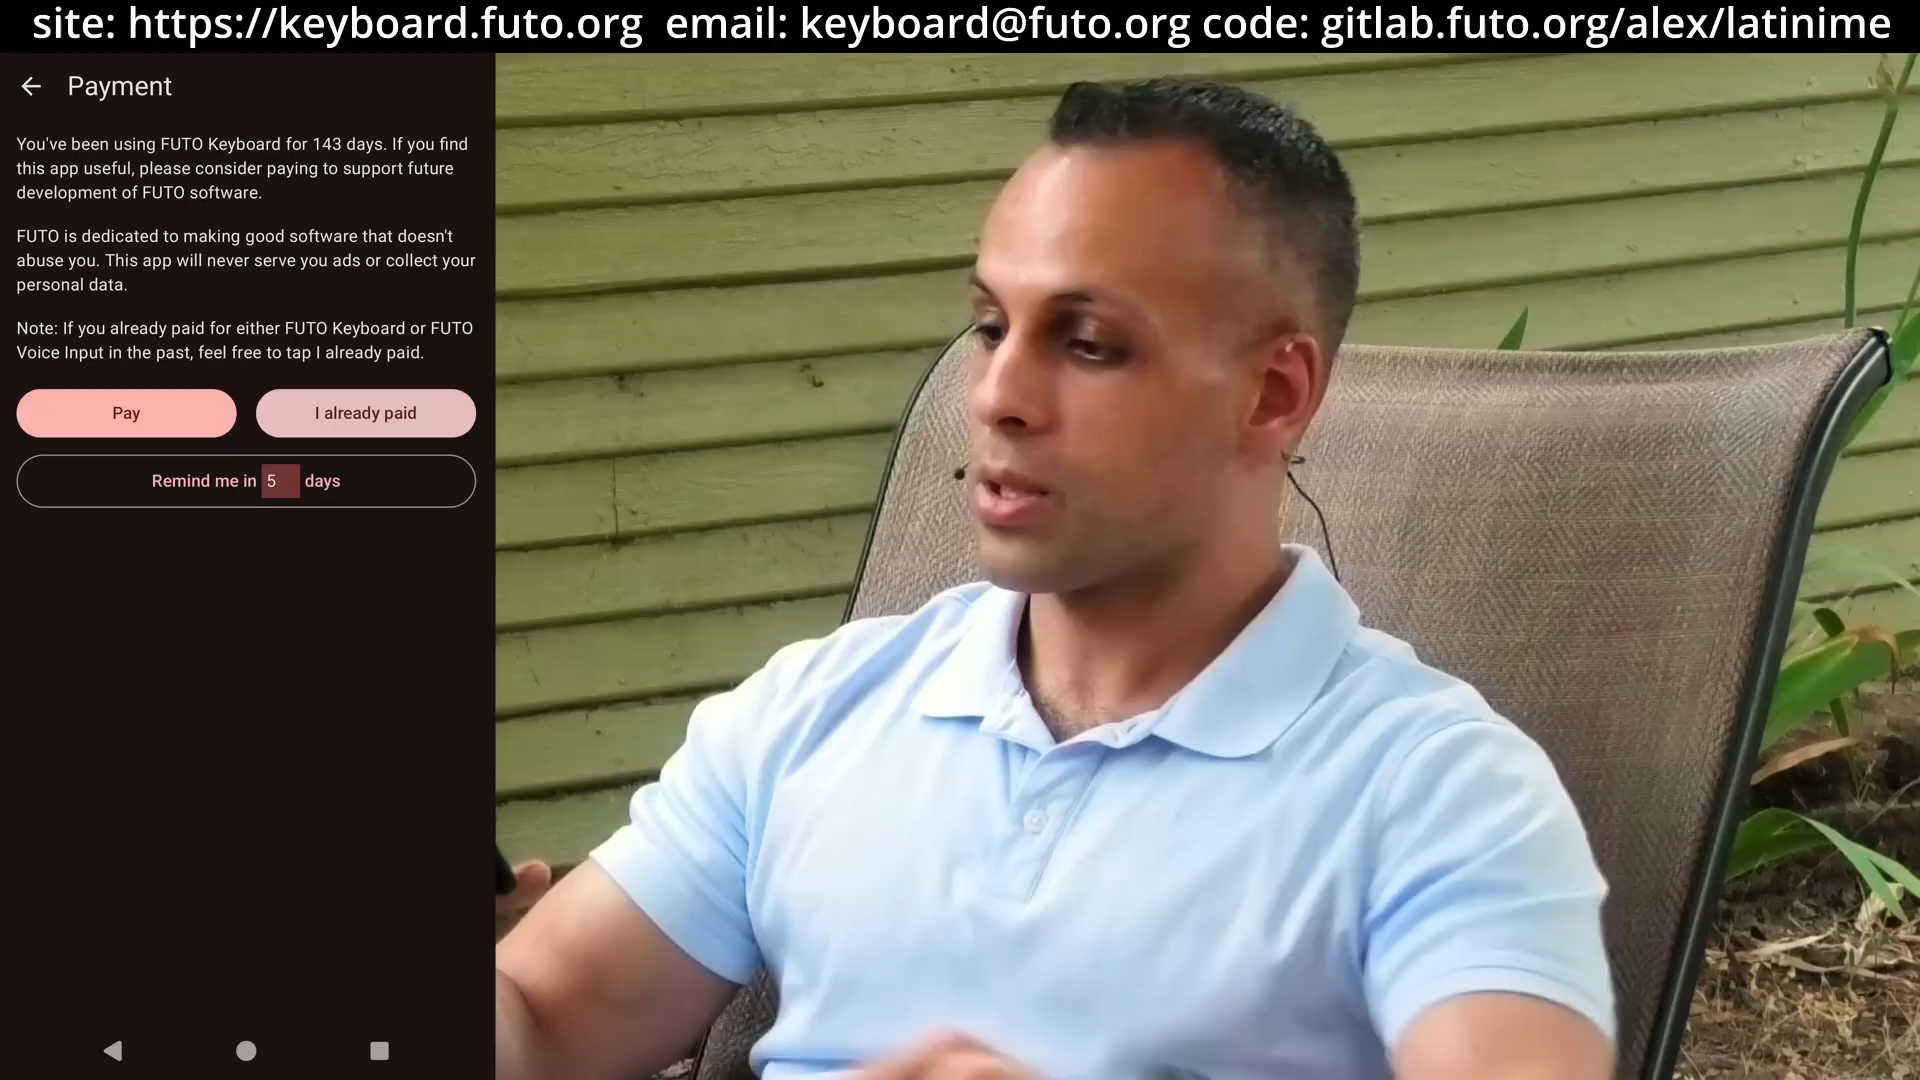 site: https://keyboard.futo.org  email: keyboard@futo.org code: gitlab.futo.org/alex/latinime
Payment
You've been using FUTO Keyboard for 143 days. If you find
this app useful, please consider paying to support future
development of FUTO software.
FUTO is dedicated to making good software that doesn't
abuse you. This app will never serve you ads or collect your
personal data.
Note: If you already paid for either FUTO Keyboard or FUTO
Voice Input in the past, feel free to tap I already paid.
Pay
I already paid
Remind me in 5 days